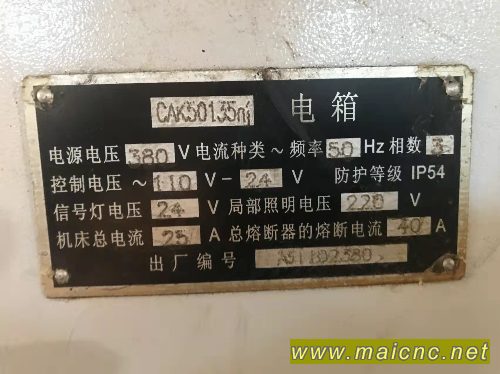 CAK50135nj 电箱
电源电压 380 V 电流种类 ~ 频率 50 Hz 相数 3
控制电压 ~ 110 V - 24 V 防护等级 IP54
信号灯电压 24 V 局部照明电压 220 V
机床总电流 25 A 总熔断器的熔断电流 40 A
出厂编号
www.maicnc.net